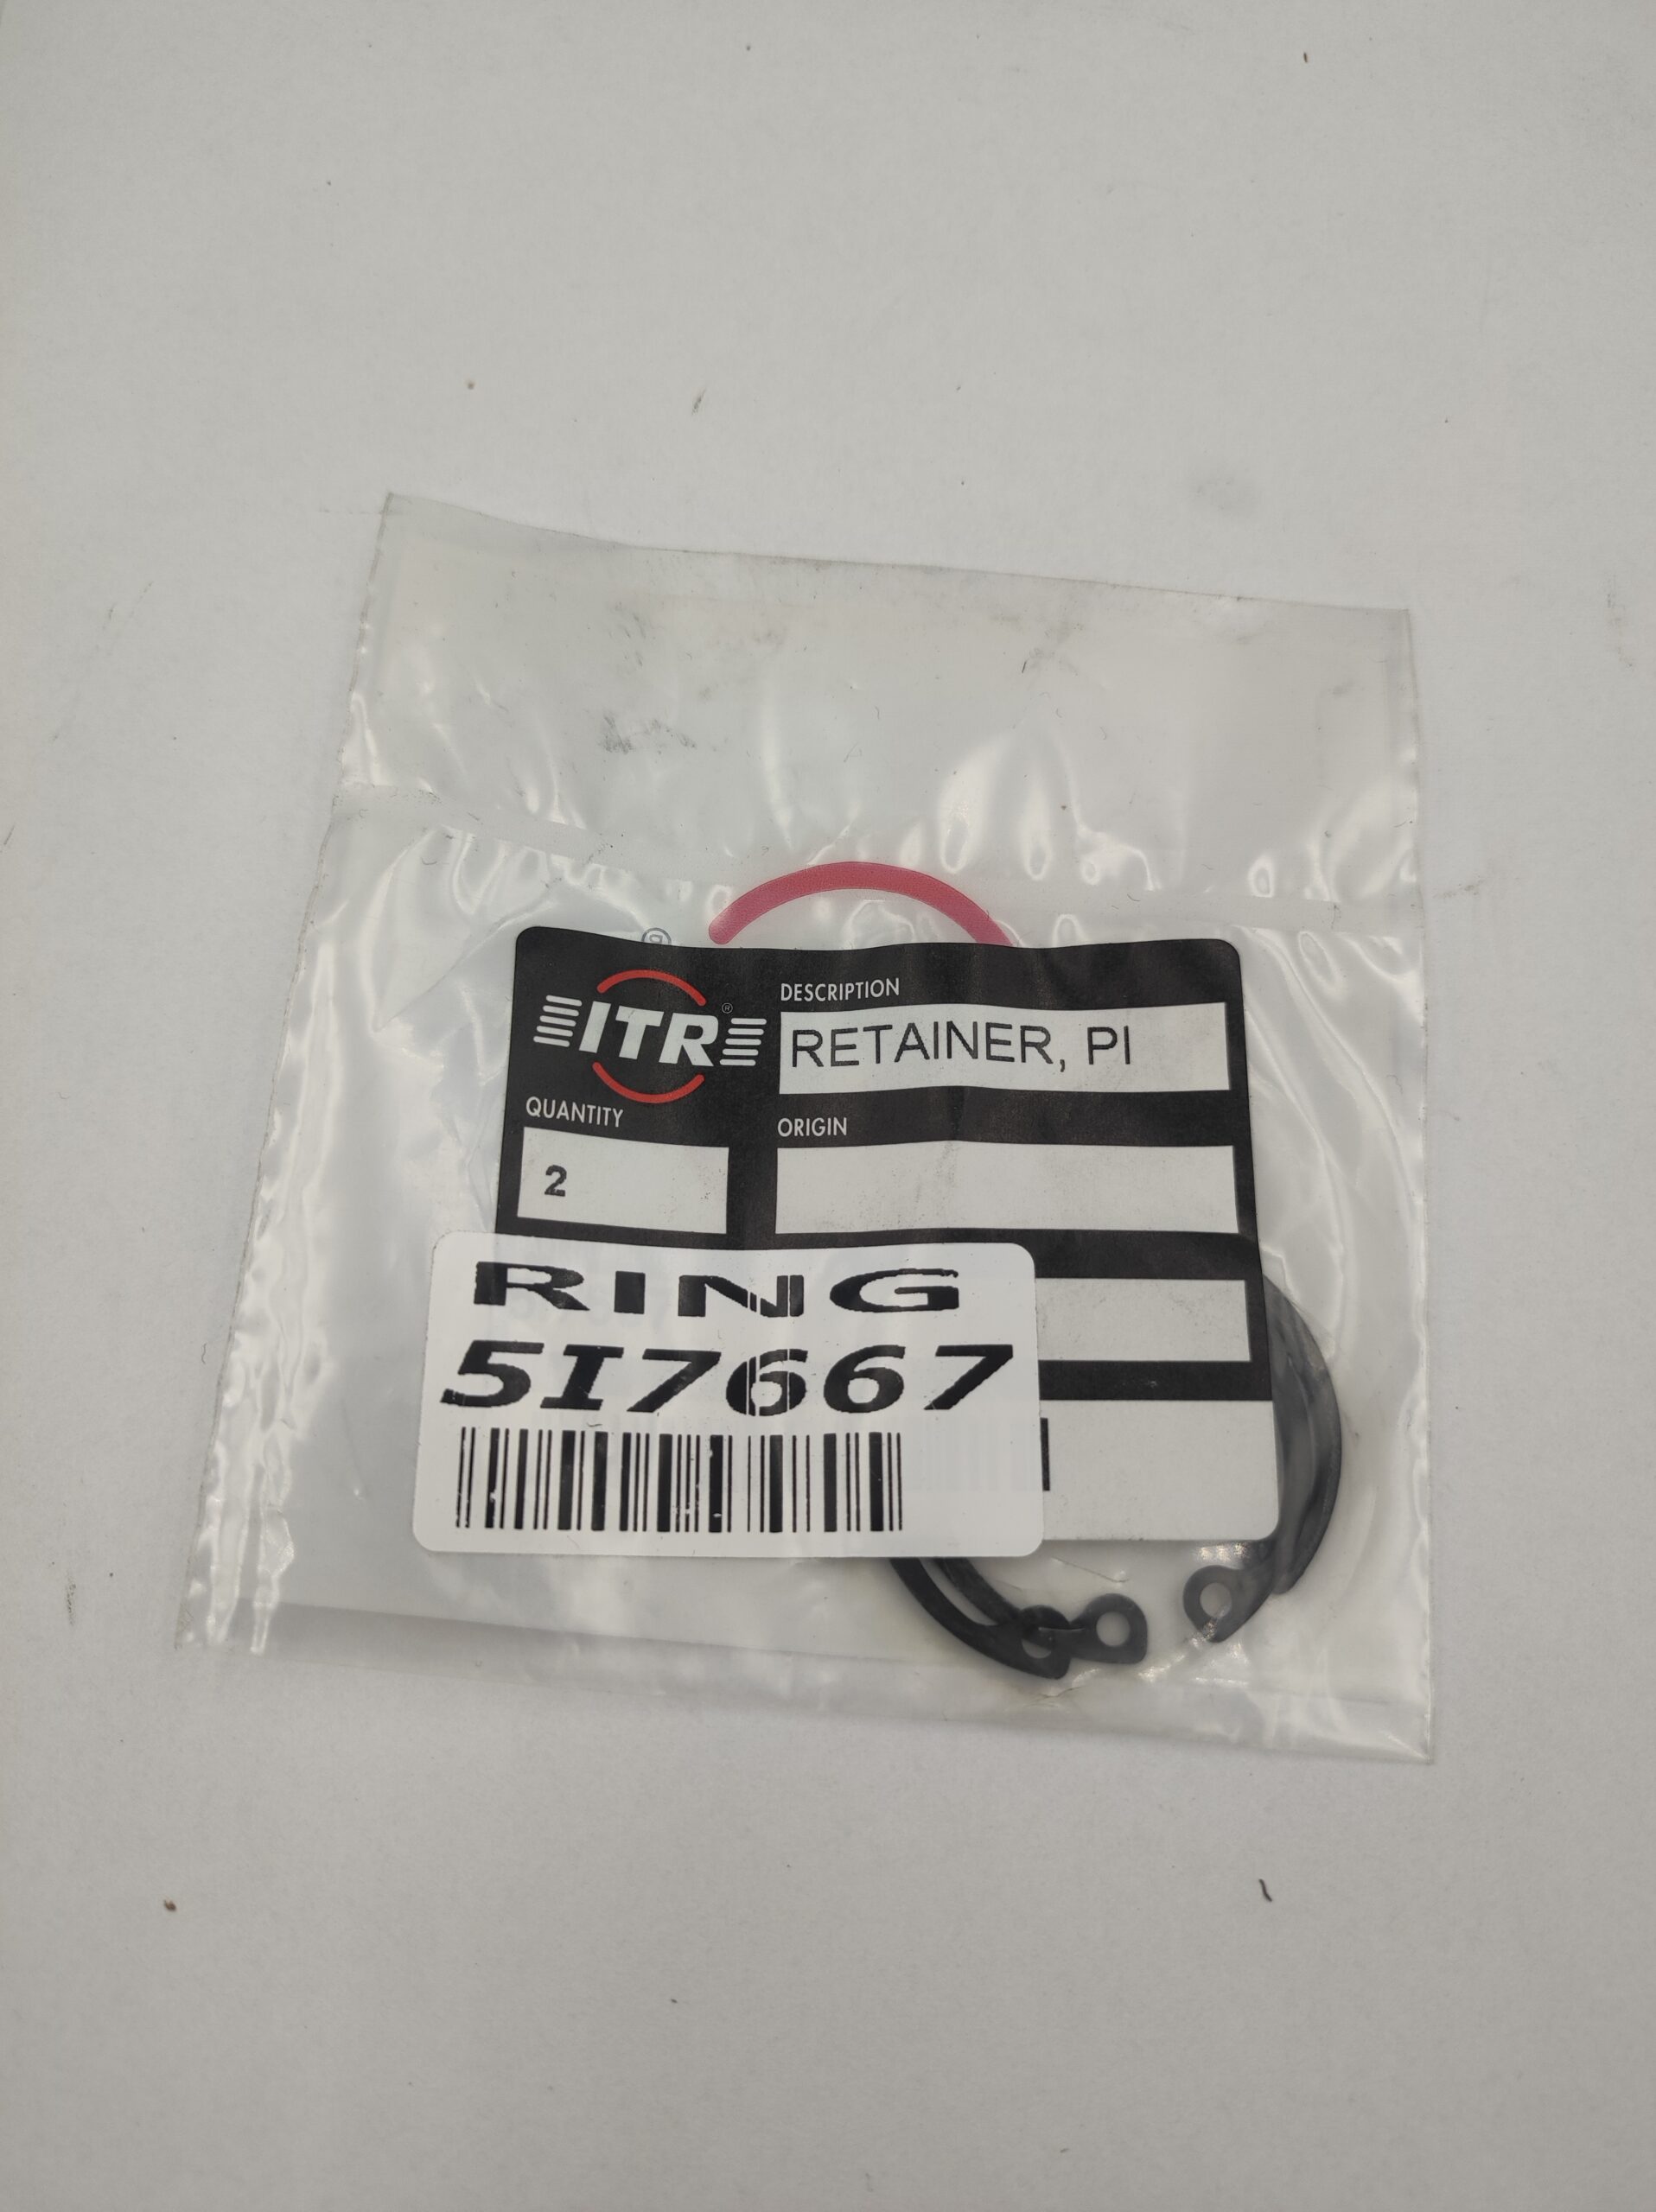 ®
ITR®
DESCRIPTION
RETAINER, PI
QUANTITY
ORIGIN
2
RING
5I7667